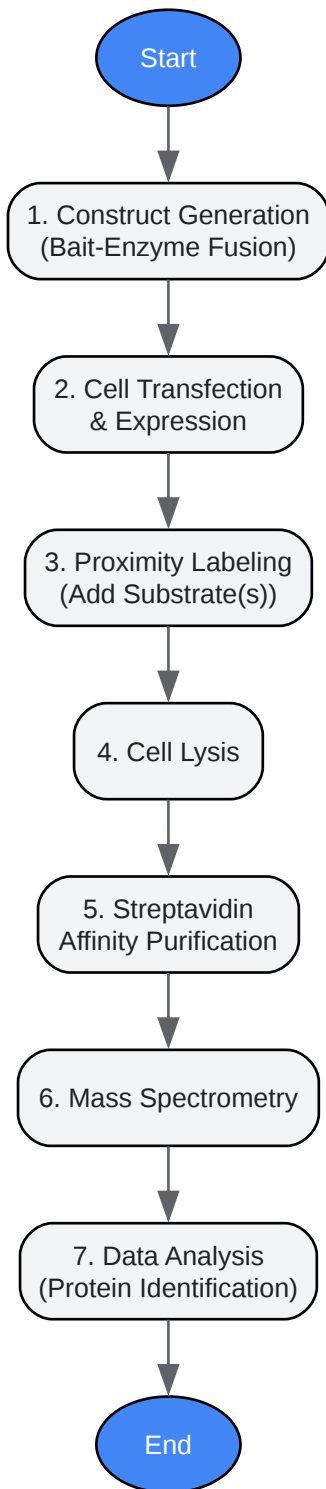 Start
1. Construct Generation
(Bait-Enzyme Fusion)
2. Cell Transfection
& Expression
3. Proximity Labeling
(Add Substrate(s))
4. Cell Lysis
5. Streptavidin
Affinity Purification
6. Mass Spectrometry
7. Data Analysis
(Protein Identification)
End